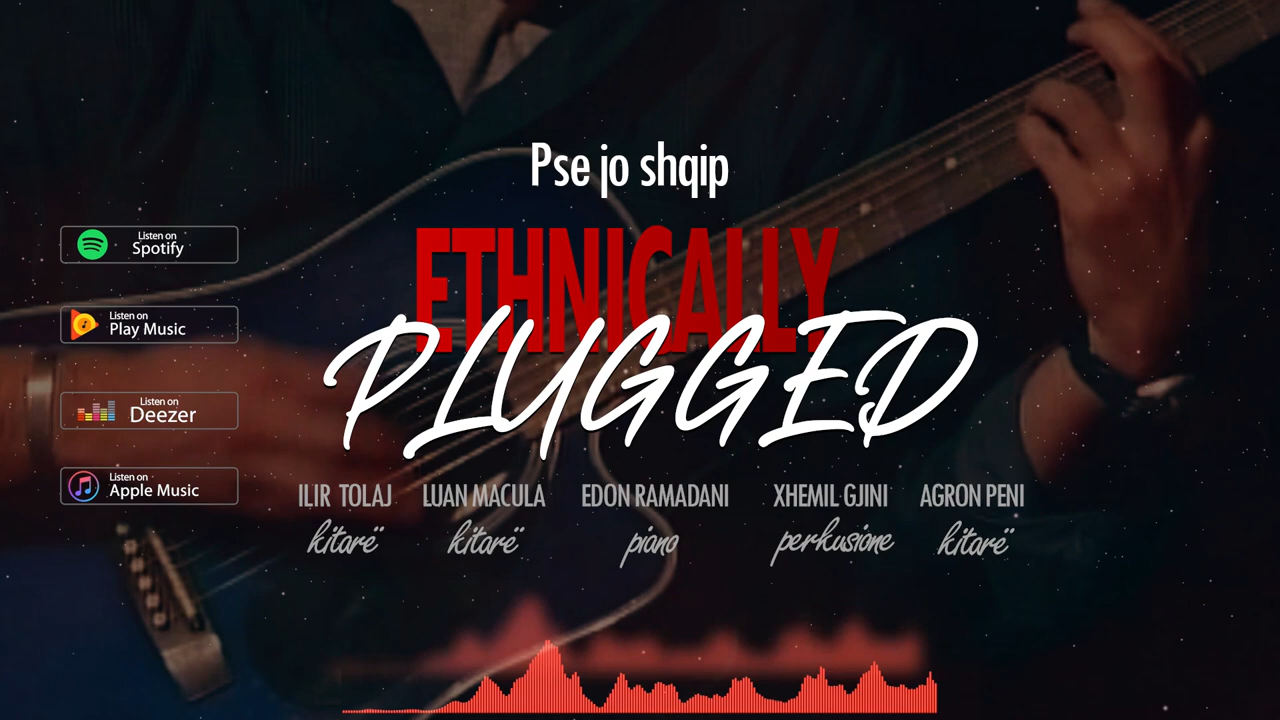 Pse jo shqip
ETHNICALLY
PLUGGED
Listen on
Spotify
Listen on
Play Music
Listen on
Deezer
Listen on
Apple Music
ILIR TOLAJ
kitarë
LUAN MACULA
kitarë
EDON RAMADANI
piano
XHEMIL GJINI
perkusione
AGRON PENI
kitarë